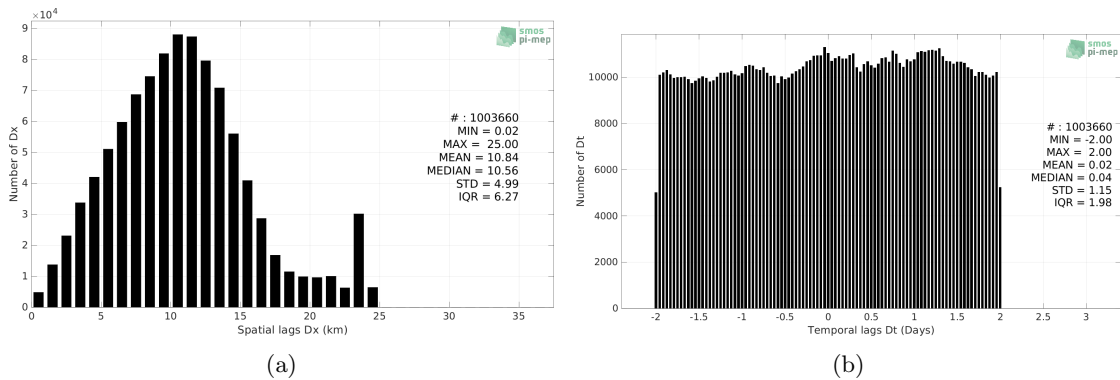 ×10⁴
9
8
7
6
5
4
3
2
1
0
Number of Dx
0 5 10 15 20 25 30 35
Spatial lags Dx (km)
smos
pi-mep
# : 1003660
MIN = 0.02
MAX = 25.00
MEAN = 10.84
MEDIAN = 10.56
STD = 4.99
IQR = 6.27
(a)
10000
8000
6000
4000
2000
0
Number of Dt
-2 -1.5 -1 -0.5 0 0.5 1 1.5 2 2.5 3
Temporal lags Dt (Days)
smos
pi-mep
# : 1003660
MIN = -2.00
MAX = 2.00
MEAN = 0.02
MEDIAN = 0.04
STD = 1.15
IQR = 1.98
(b)